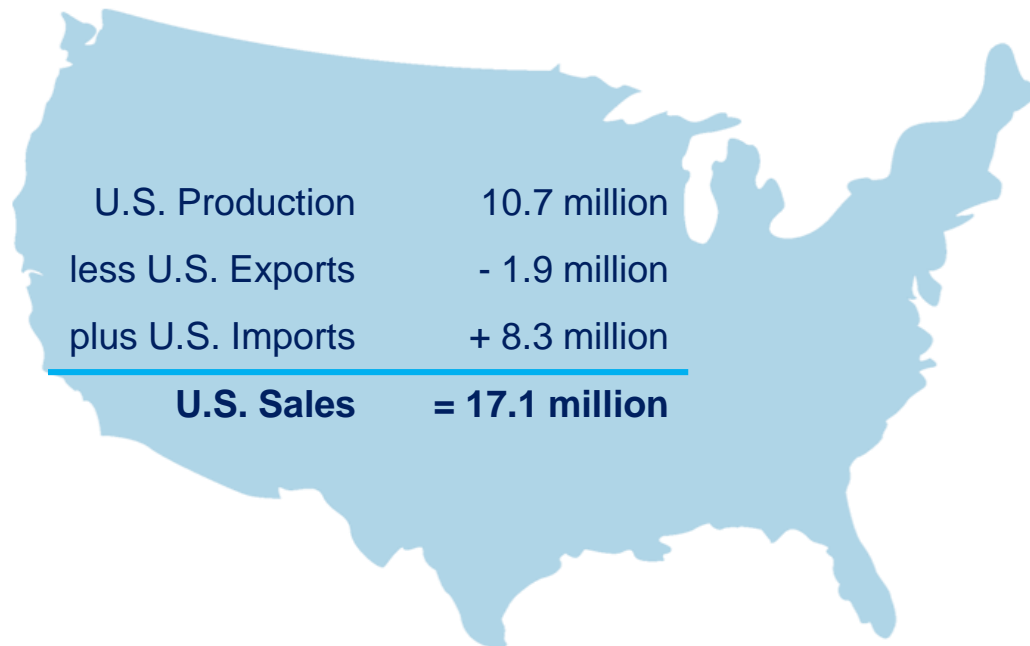 U.S. Production 10.7 million
less U.S. Exports - 1.9 million
plus U.S. Imports + 8.3 million
U.S. Sales = 17.1 million